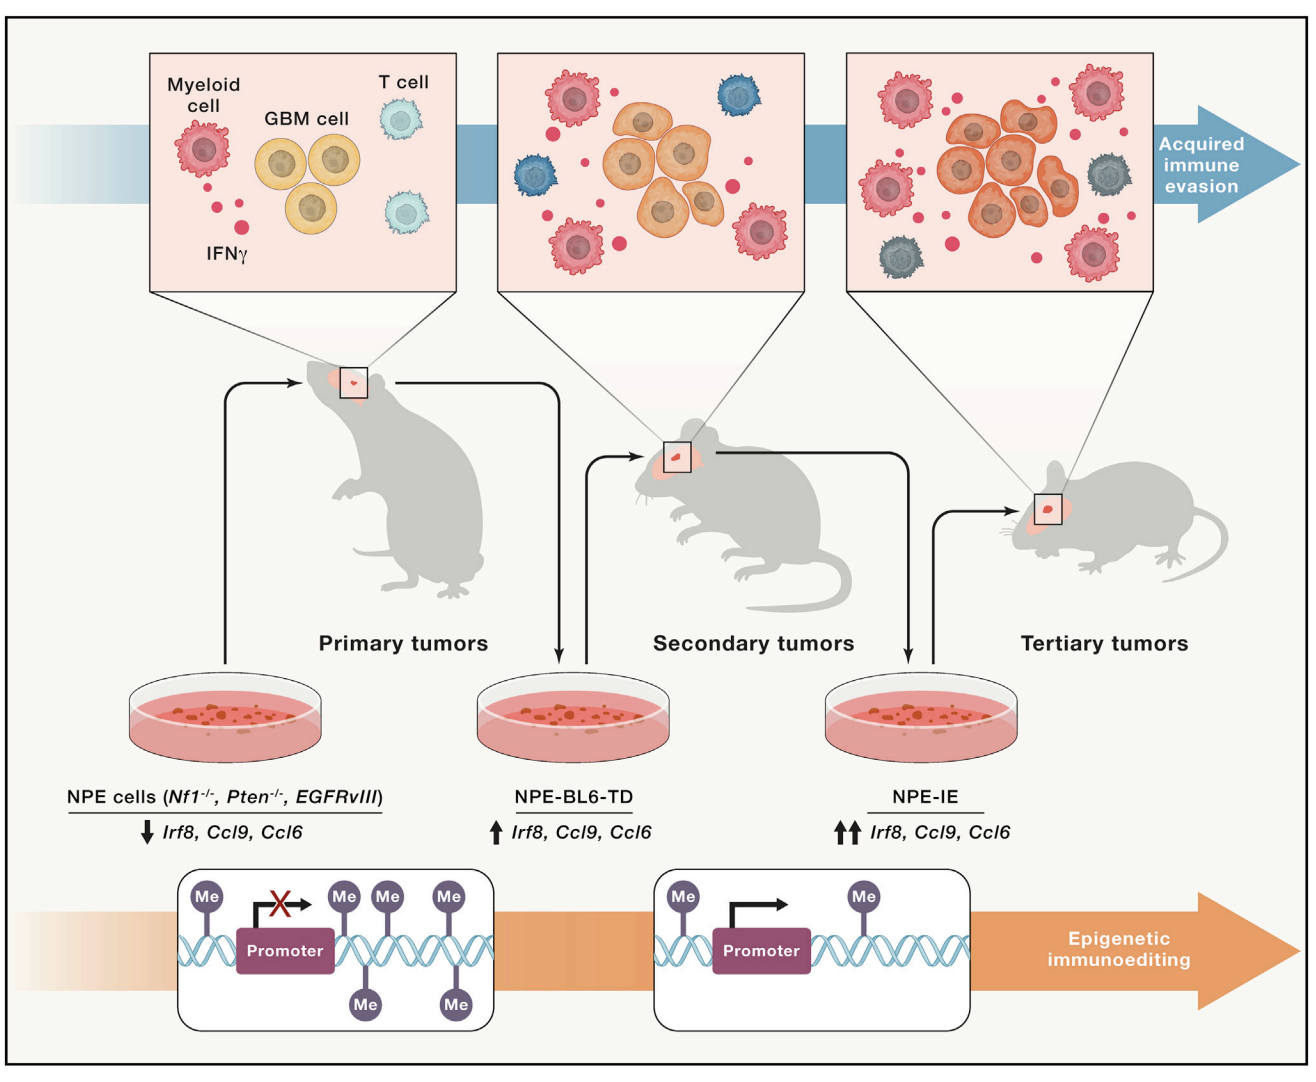 Myeloid
cell
GBM cell
T cell
IFNγ
Acquired
immune
evasion
Primary tumors
Secondary tumors
Tertiary tumors
NPE cells (Nf1-/-, Pten-/-, EGFRvIII)
Irf8, Ccl9, Ccl6
NPE-BL6-TD
Irf8, Ccl9, Ccl6
NPE-IE
Irf8, Ccl9, Ccl6
Me
Me
Me
Me
Promoter
Me
Me
Me
Me
Promoter
Epigenetic
immunoediting